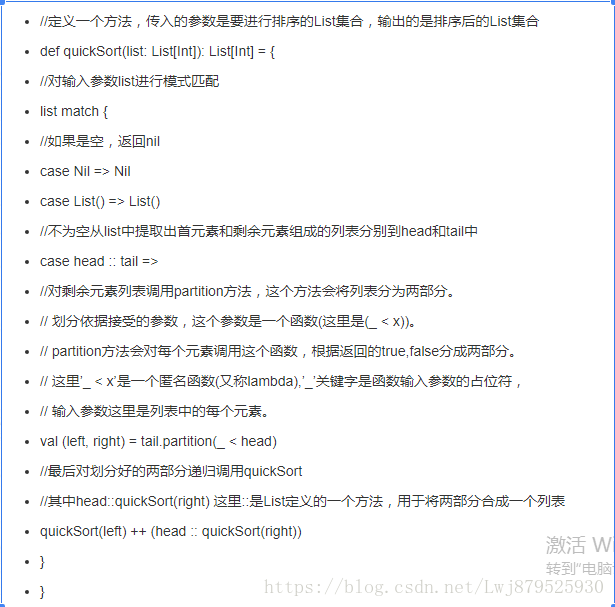 //定义一个方法，传入的参数是要进行排序的List集合，输出的是排序后的List集合
def quickSort(list: List[Int]): List[Int] = {
//对输入参数list进行模式匹配
list match {
//如果是空，返回nil
case Nil => Nil
case List() => List()
//不为空从list中提取出首元素和剩余元素组成的列表分别到head和tail中
case head :: tail =>
//对剩余元素列表调用partition方法，这个方法会将列表分为两部分。
// 划分依据接受的参数，这个参数是一个函数(这里是(_ < x))。
// partition方法会对每个元素调用这个函数，根据返回的true,false分成两部分。
// 这里'_ < x'是一个匿名函数(又称lambda),'_'关键字是函数输入参数的占位符，
// 输入参数这里是列表中的每个元素。
val (left, right) = tail.partition(_ < head)
//最后对划分好的两部分递归调用quickSort
//其中head::quickSort(right) 这里::是List定义的一个方法，用于将两部分合成一个列表
quickSort(left) ++ (head :: quickSort(right))
}
}
激活 W
转到"电脑
https://blog.csdn.net/Lwj879525930